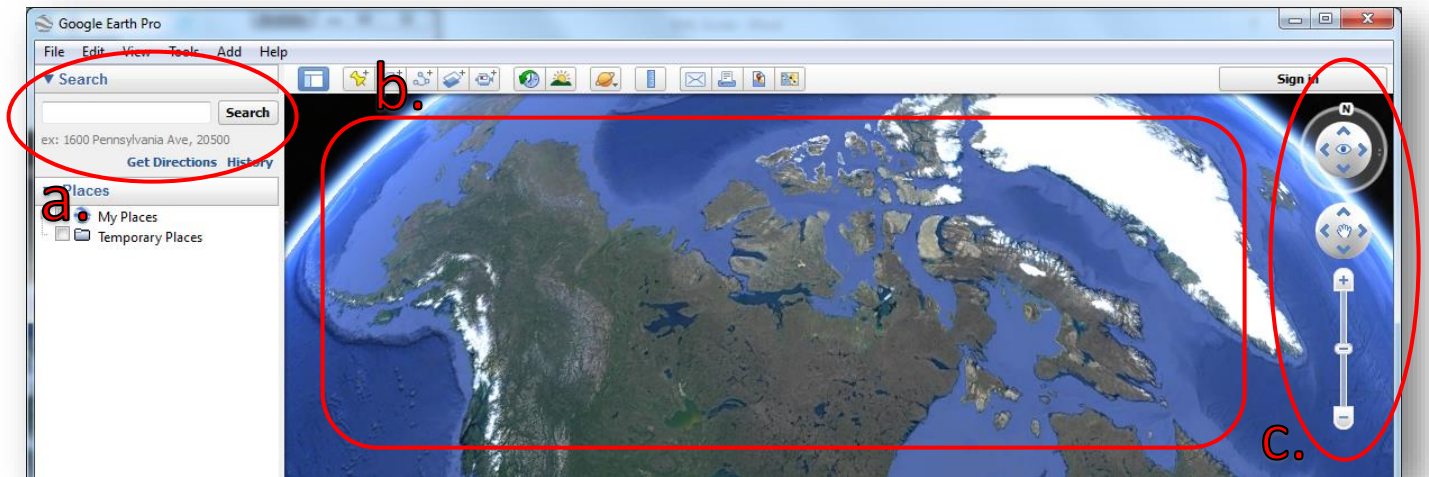 Google Earth Pro
File Edit View Tools Add Help
Search
Sign in
b.
Search
ex: 1600 Pennsylvania Ave, 20500
Get Directions History
Places
a.
My Places
Temporary Places
N
c.